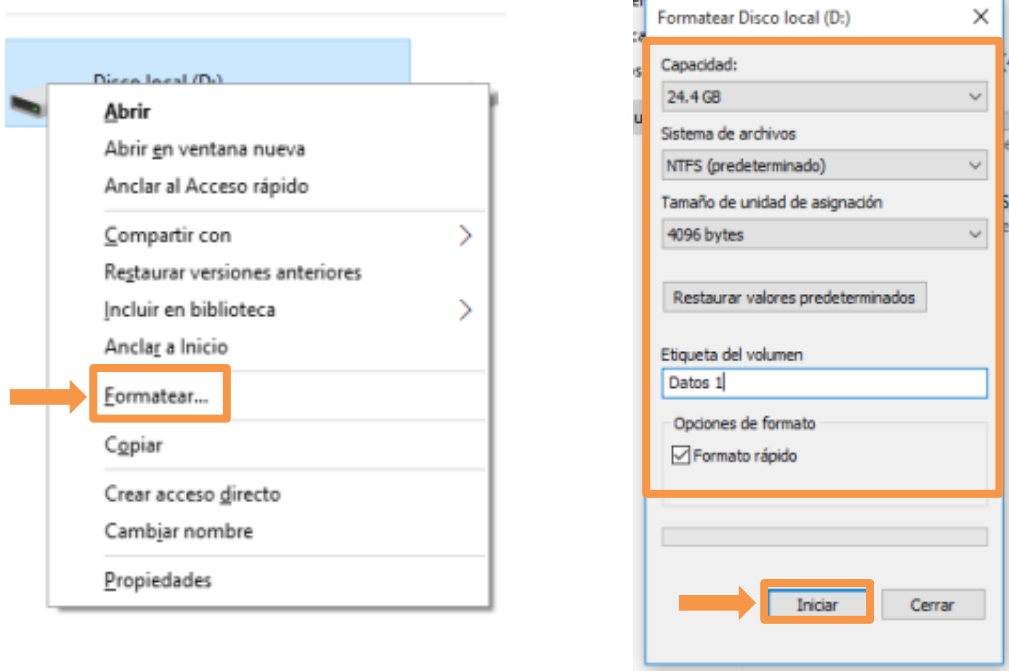 Disco local (D:)
Abrir
Abrir en ventana nueva
Anclar al Acceso rápido
Compartir con
Restaurar versiones anteriores
Incluir en biblioteca
Anclar a Inicio
Formatear...
Copiar
Crear acceso directo
Cambiar nombre
Propiedades
Formatear Disco local (D:)
Capacidad:
24.4 GB
Sistema de archivos
NTFS (predeterminado)
Tamaño de unidad de asignación
4096 bytes
Restaurar valores predeterminados
Etiqueta del volumen
Datos 1
Opciones de formato
Formato rápido
Iniciar
Cerrar